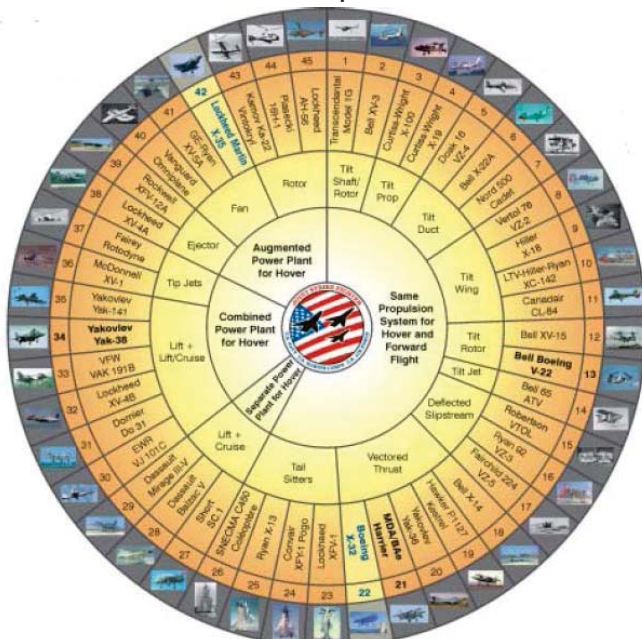 Same
Propulsion
System for
Hover and
Forward
Flight
Separate Power
Plant for Hover
Combined
Power Plant
for Hover
Augmented
Power Plant
for Hover
Tilt
Shaft/
Rotor
Tilt
Prop
Tilt
Duct
Tilt
Wing
Tilt
Rotor
Tilt Jet
Deflected
Slipstream
Vectored
Thrust
Tail
Sitters
Lift +
Cruise
Lift +
Lift/Cruise
Tip Jets
Ejector
Fan
Rotor
1
Transcendental
Model 1G
2
Bell XV-3
3
Curtiss-Wright
X-100
4
Curtiss-Wright
X-19
5
Doak 16
VZ-4
6
Bell X-22A
7
Nord 500
Cadet
8
Vertol 76
VZ-2
9
Hiller
X-18
10
LTV-Hiller-Ryan
XC-142
11
Canadair
CL-84
12
Bell XV-15
13
Bell Boeing
V-22
14
Bell 65
ATV
15
Robertson
VTOL
16
Ryan 92
VZ-3
17
Fairchild 224
VZ-5
18
Bell X-14
19
Hawker P.1127
Kestrel
20
Yakovlev
Yak-36
21
MDA/BAe
Harrier
22
Boeing
X-32
23
Lockheed
XFV-1
24
Convair
XFY-1 Pogo
25
Ryan X-13
26
SNECMA C450
Coleoptere
27
Short
SC.1
28
Dassault
Balzac V
29
Dassault
Mirage III-V
30
EWR
VJ 101C
31
Dornier
Do 31
32
Lockheed
XV-4B
33
VFW
VAK 191B
34
Yakovlev
Yak-38
35
Yakovlev
Yak-141
36
McDonnell
XV-1
37
Fairey
Rotodyne
38
Lockheed
XV-4A
39
Rockwell
XFV-12A
40
Vanguard
Omniplane
41
GE-Ryan
XV-5A
42
Lockheed Martin
X-35
43
Kamov Ka-22
Vintokryl
44
Piasecki
16H-1
45
Lockheed
AH-56